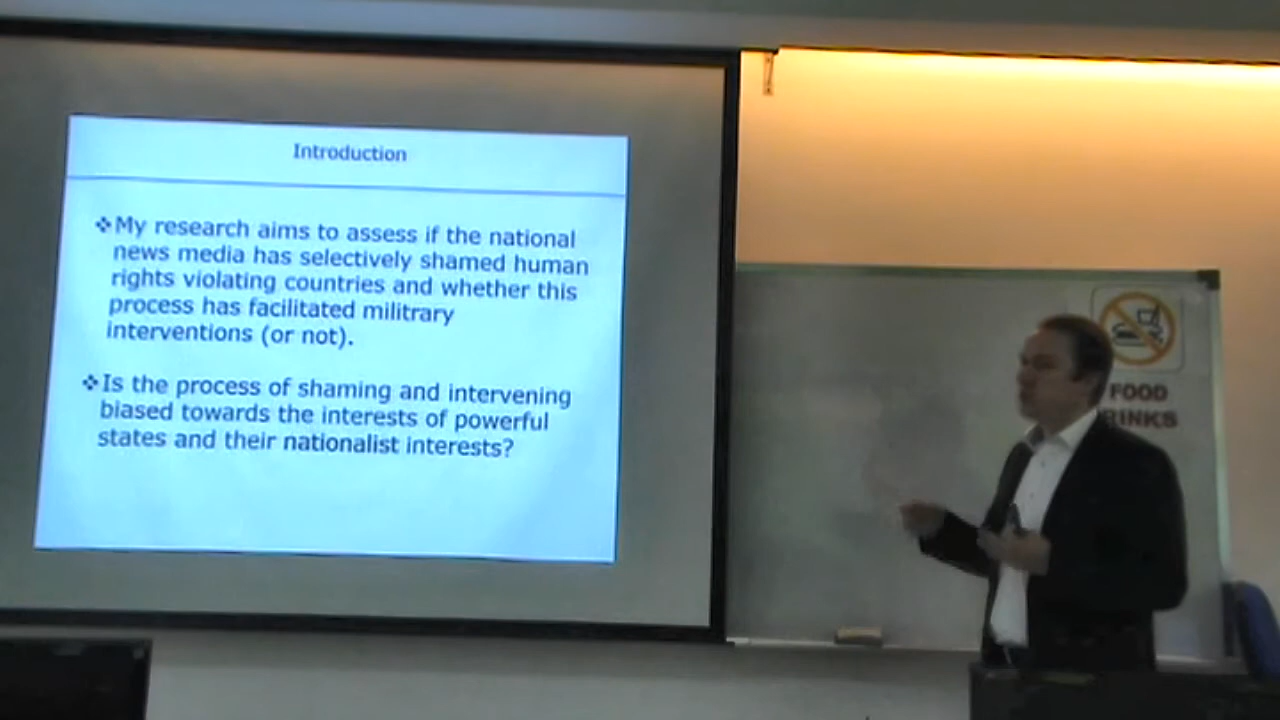 Introduction
❖My research aims to assess if the national
news media has selectively shamed human
rights violating countries and whether this
process has facilitated militrary
interventions (or not).
❖Is the process of shaming and intervening
biased towards the interests of powerful
states and their nationalist interests?
FOOD
RINKS